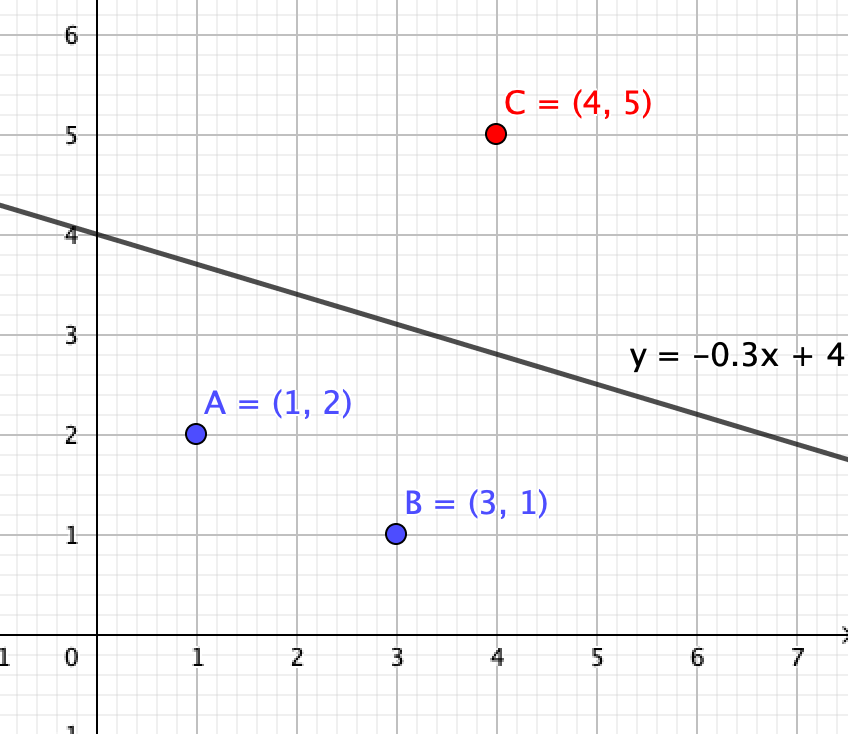 6
C = (4, 5)
5
4
3
y = –0.3x + 4
A = (1, 2)
2
B = (3, 1)
1
1 0 1 2 3 4 5 6 7